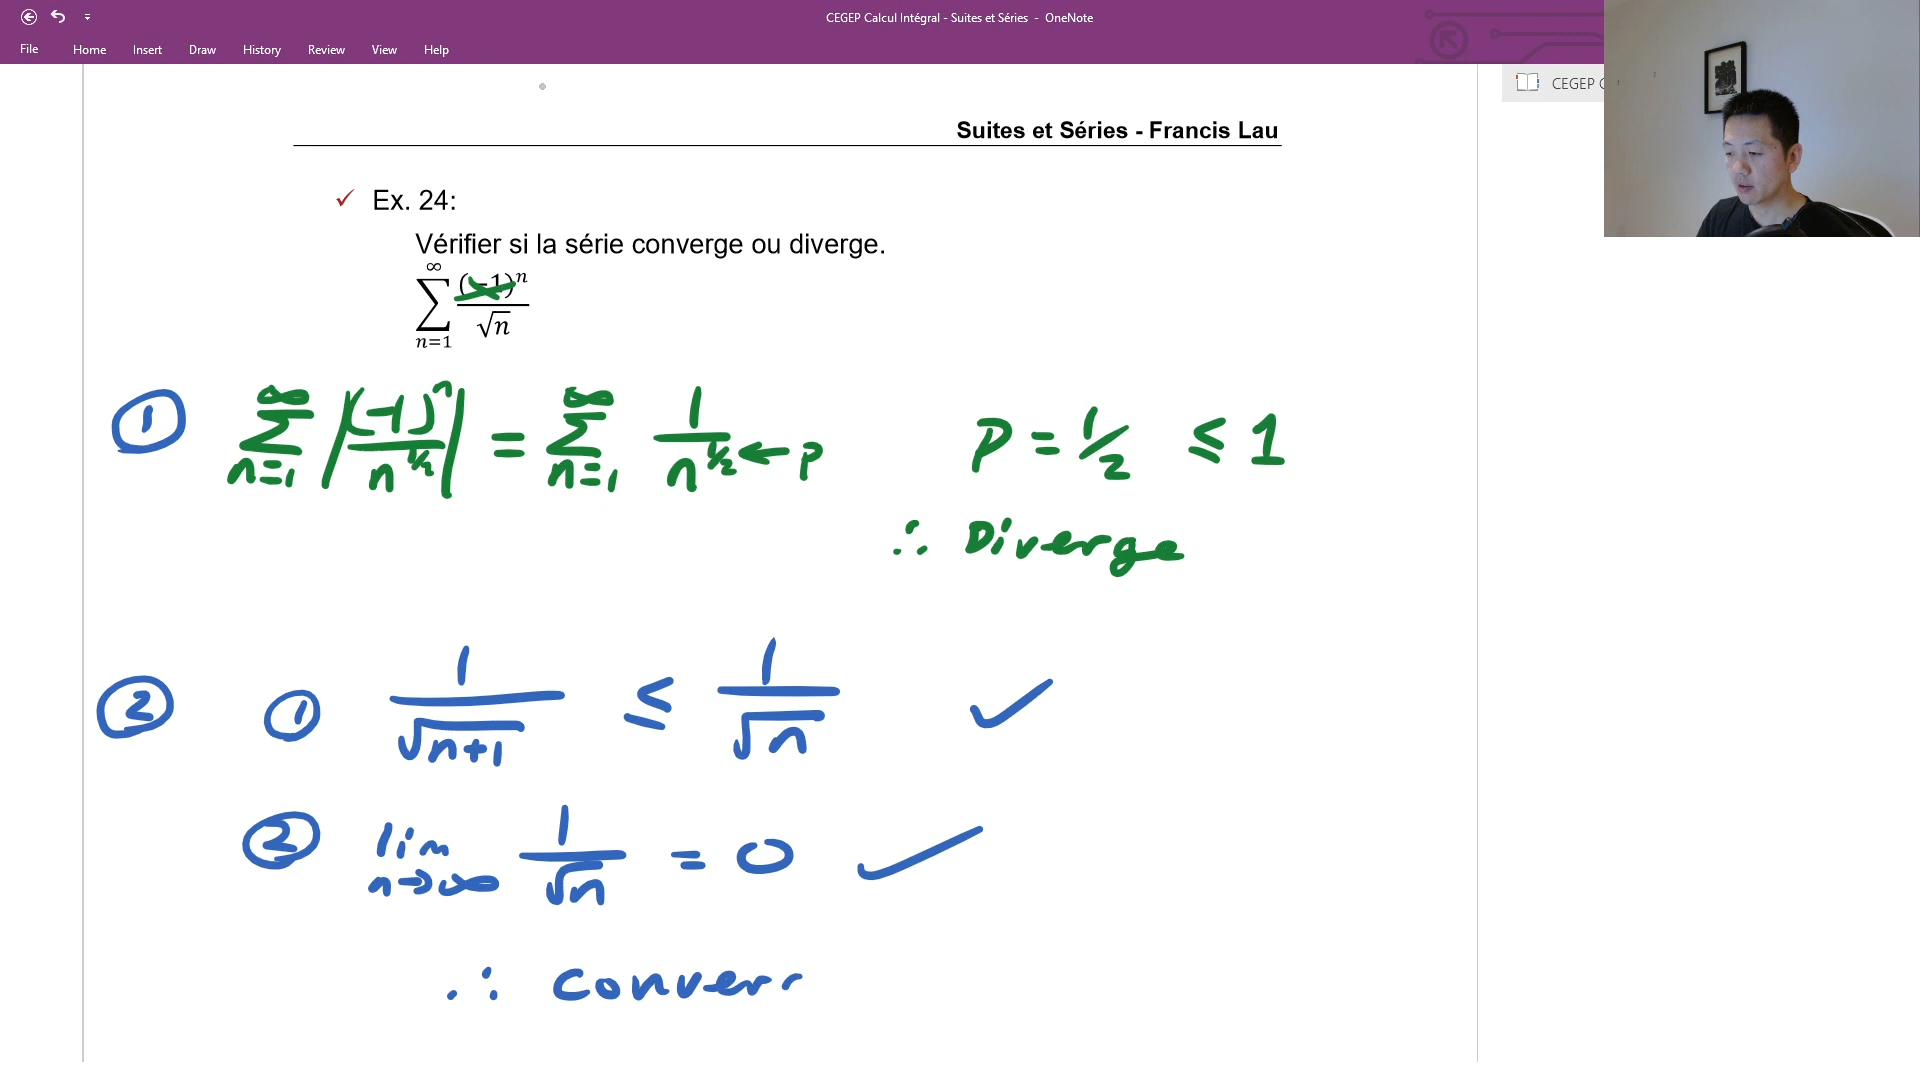 CEGEP Calcul Intégral - Suites et Séries - OneNote
File Home Insert Draw History Review View Help
CEGEP C
Suites et Séries - Francis Lau
✓ Ex. 24:
Vérifier si la série converge ou diverge.
∑_{n=1}^{∞} (-1)^n / √n
① ∑_{n=1}^{∞} |(-1)^n / n^{1/2}| = ∑_{n=1}^{∞} 1 / n^{1/2} ← p P = 1/2 ≤ 1
∴ Diverge
② ① 1 / √n+1 ≤ 1 / √n ✓
② lim_{n→∞} 1 / √n = 0 ✓
∴ Conver